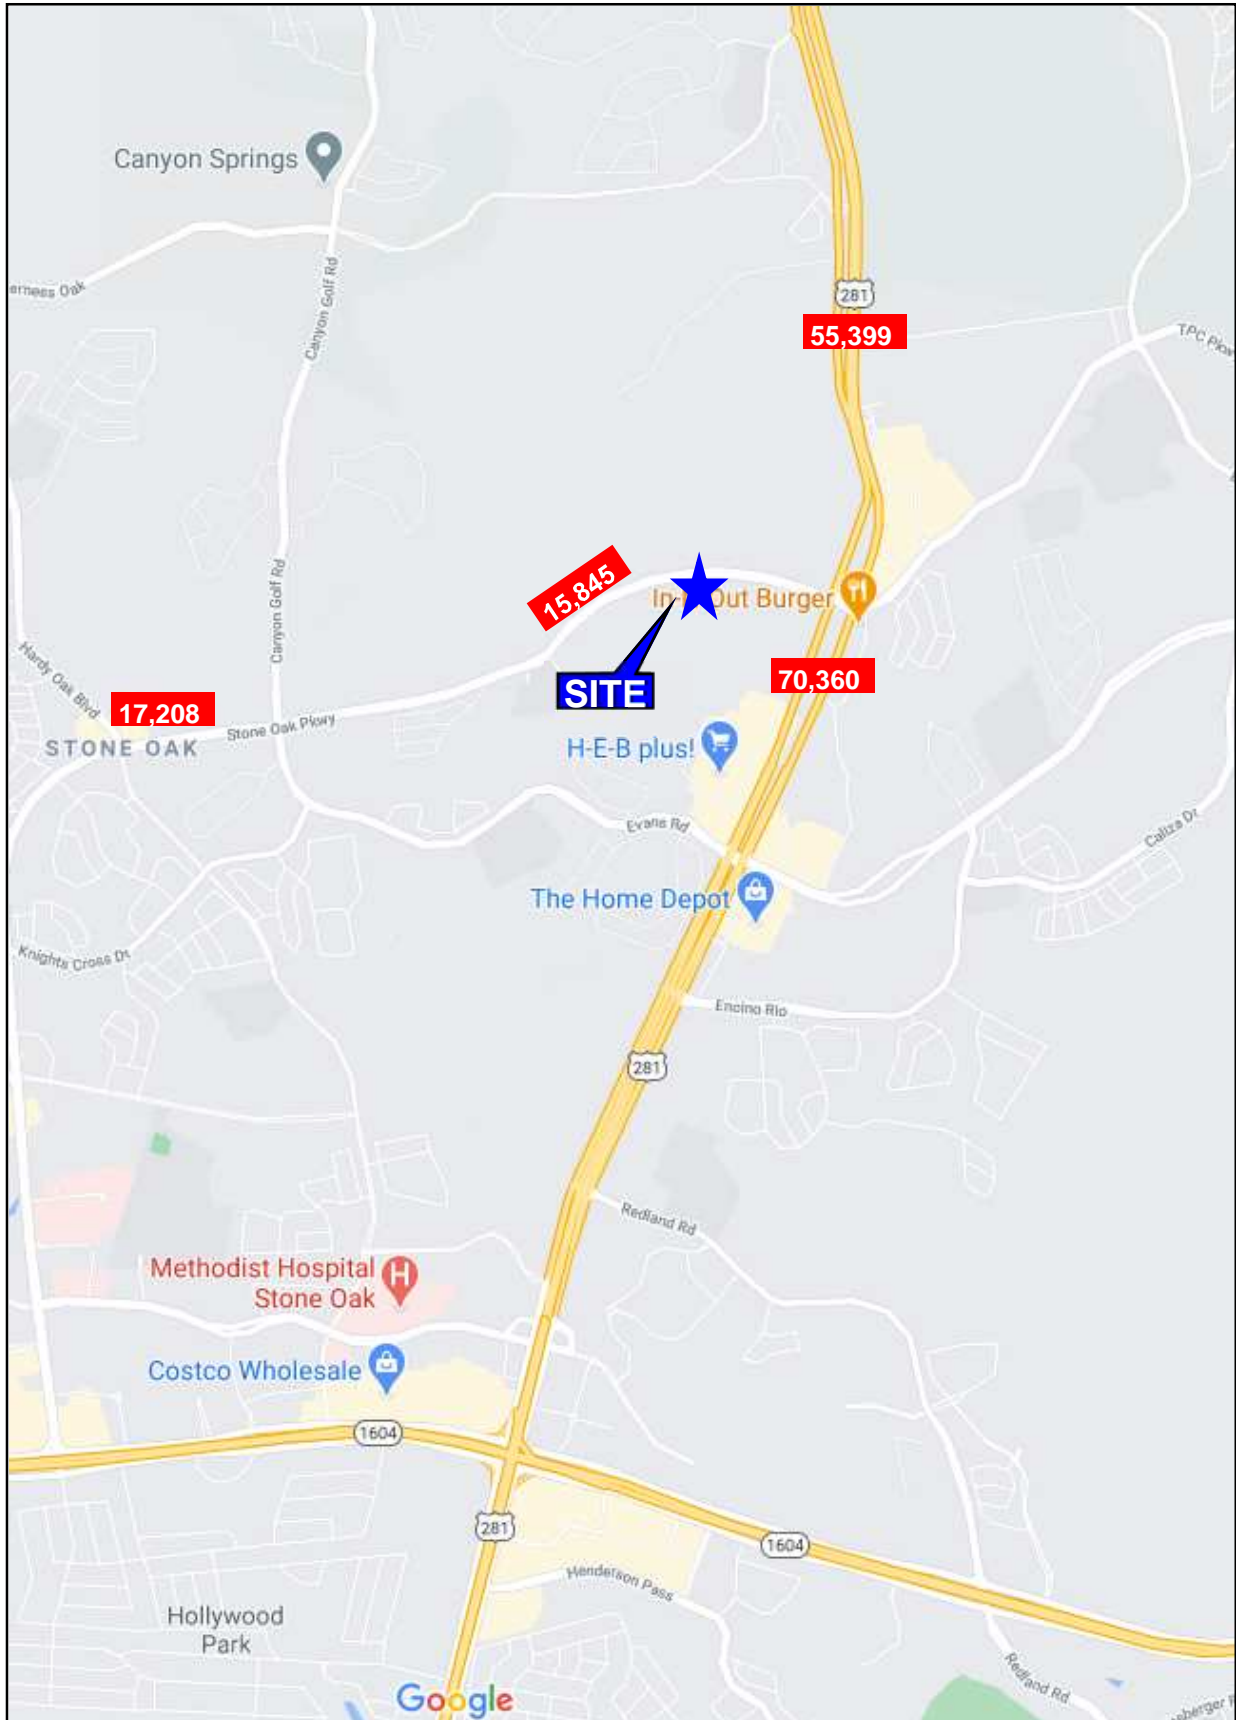 Canyon Springs
erness Oak
Canyon Golf Rd
281
55,399
TPC Pkwy
15,845
In-N-Out Burger
Canyon Golf Rd
Hardy Oak Blvd
SITE
70,360
17,208
Stone Oak Pkwy
STONE OAK
H-E-B plus!
Evans Rd
Caliza Dr
The Home Depot
Knights Cross Dr
Encino Rio
281
Redland Rd
Methodist Hospital
Stone Oak
Costco Wholesale
1604
281
1604
Henderson Pass
Hollywood
Park
Redland Rd
Google